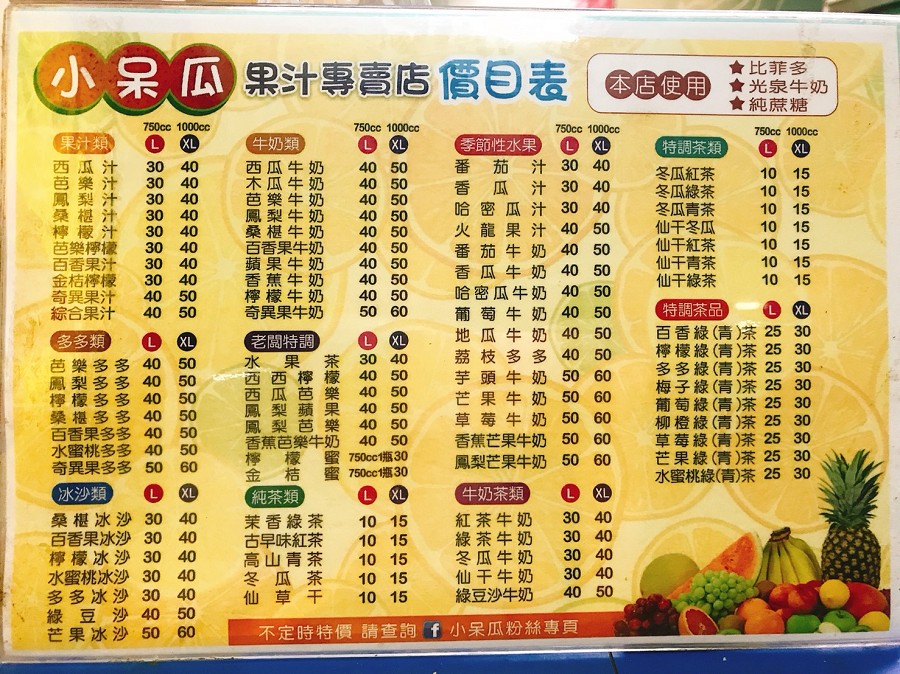 小呆瓜 果汁專賣店 價目表
本店使用
★比菲多
★光泉牛奶
★純蔗糖
果汁類 750cc L 1000cc XL
西瓜汁 30 40
芭樂汁 30 40
鳳梨汁 30 40
桑椹汁 30 40
檸檬汁 30 40
芭樂檸檬 30 40
百香果汁 30 40
金桔檸檬 30 40
奇異果汁 40 50
綜合果汁 40 50
多多類 L XL
芭樂多多 40 50
鳳梨多多 40 50
檸檬多多 40 50
桑椹多多 40 50
百香果多多 40 50
水蜜桃多多 40 50
奇異果多多 50 60
冰沙類 L XL
桑椹冰沙 30 40
百香果冰沙 30 40
檸檬冰沙 30 40
水蜜桃冰沙 30 40
多多冰沙 30 40
綠豆沙 40 50
芒果冰沙 50 60
牛奶類 750cc L 1000cc XL
西瓜牛奶 40 50
木瓜牛奶 40 50
芭樂牛奶 40 50
鳳梨牛奶 40 50
桑椹牛奶 40 50
百香果牛奶 40 50
蘋果牛奶 40 50
香蕉牛奶 40 50
檸檬牛奶 40 50
奇異果牛奶 50 60
老闆特調 L XL
水果茶 30 40
西西檸檬 40 50
西瓜芭樂 40 50
鳳梨蘋果 40 50
鳳梨芭樂 40 50
香蕉芭樂牛奶 40 50
檸檬蜜 750cc1瓶 30
金桔蜜 750cc1瓶 30
純茶類 L XL
茉香綠茶 10 15
古早味紅茶 10 15
高山青茶 10 15
冬瓜茶 10 15
仙草干 10 15
季節性水果 750cc L 1000cc XL
番茄汁 30 40
香瓜汁 30 40
哈密瓜汁 30 40
火龍果汁 40 50
番茄牛奶 40 50
香瓜牛奶 40 50
哈密瓜牛奶 40 50
葡萄牛奶 40 50
地瓜牛奶 40 50
荔枝多多 40 50
芋頭牛奶 50 60
芒果牛奶 50 60
草莓牛奶 50 60
香蕉芒果牛奶 50 60
鳳梨芒果牛奶 50 60
牛奶茶類 L XL
紅茶牛奶 30 40
綠茶牛奶 30 40
冬瓜牛奶 30 40
仙干牛奶 30 40
綠豆沙牛奶 40 50
特調茶類 750cc L 1000cc XL
冬瓜紅茶 10 15
冬瓜綠茶 10 15
冬瓜青茶 10 15
仙干冬瓜 10 15
仙干紅茶 10 15
仙干青茶 10 15
仙干綠茶 10 15
特調茶品 L XL
百香綠(青)茶 25 30
檸檬綠(青)茶 25 30
多多綠(青)茶 25 30
梅子綠(青)茶 25 30
葡萄綠(青)茶 25 30
柳橙綠(青)茶 25 30
草莓綠(青)茶 25 30
芒果綠(青)茶 25 30
水蜜桃綠(青)茶 25 30
不定時特價 請查詢 f 小呆瓜粉絲專頁